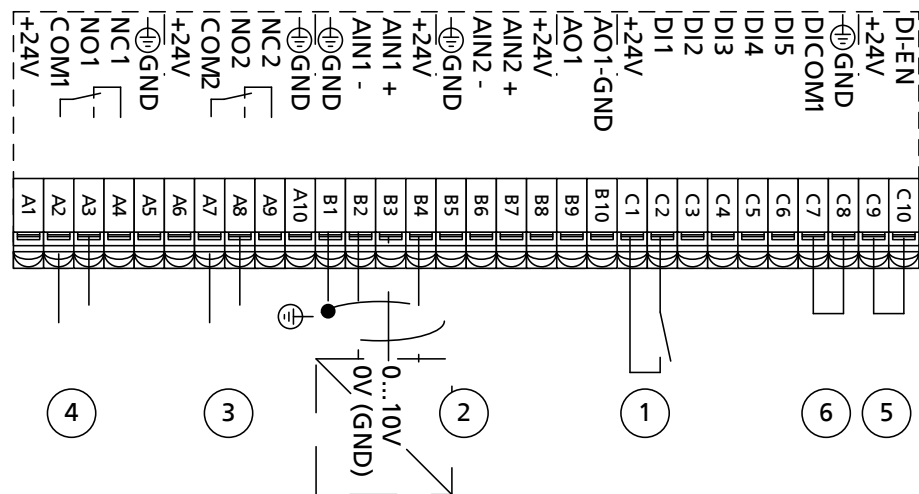 +24V
COM1
NO1
NC1
GND
+24V
COM2
NO2
NC2
GND
GND
AIN1 -
AIN1 +
+24V
GND
AIN2 -
AIN2 +
+24V
AO1
AO1-GND
+24V
DI1
DI2
DI3
DI4
DI5
DICOM1
GND
+24V
DI-EN
A1 A2 A3 A4 A5 A6 A7 A8 A9 A10 B1 B2 B3 B4 B5 B6 B7 B8 B9 B10 C1 C2 C3 C4 C5 C6 C7 C8 C9 C10
0...10V
0V (GND)
4 3 2 1 6 5